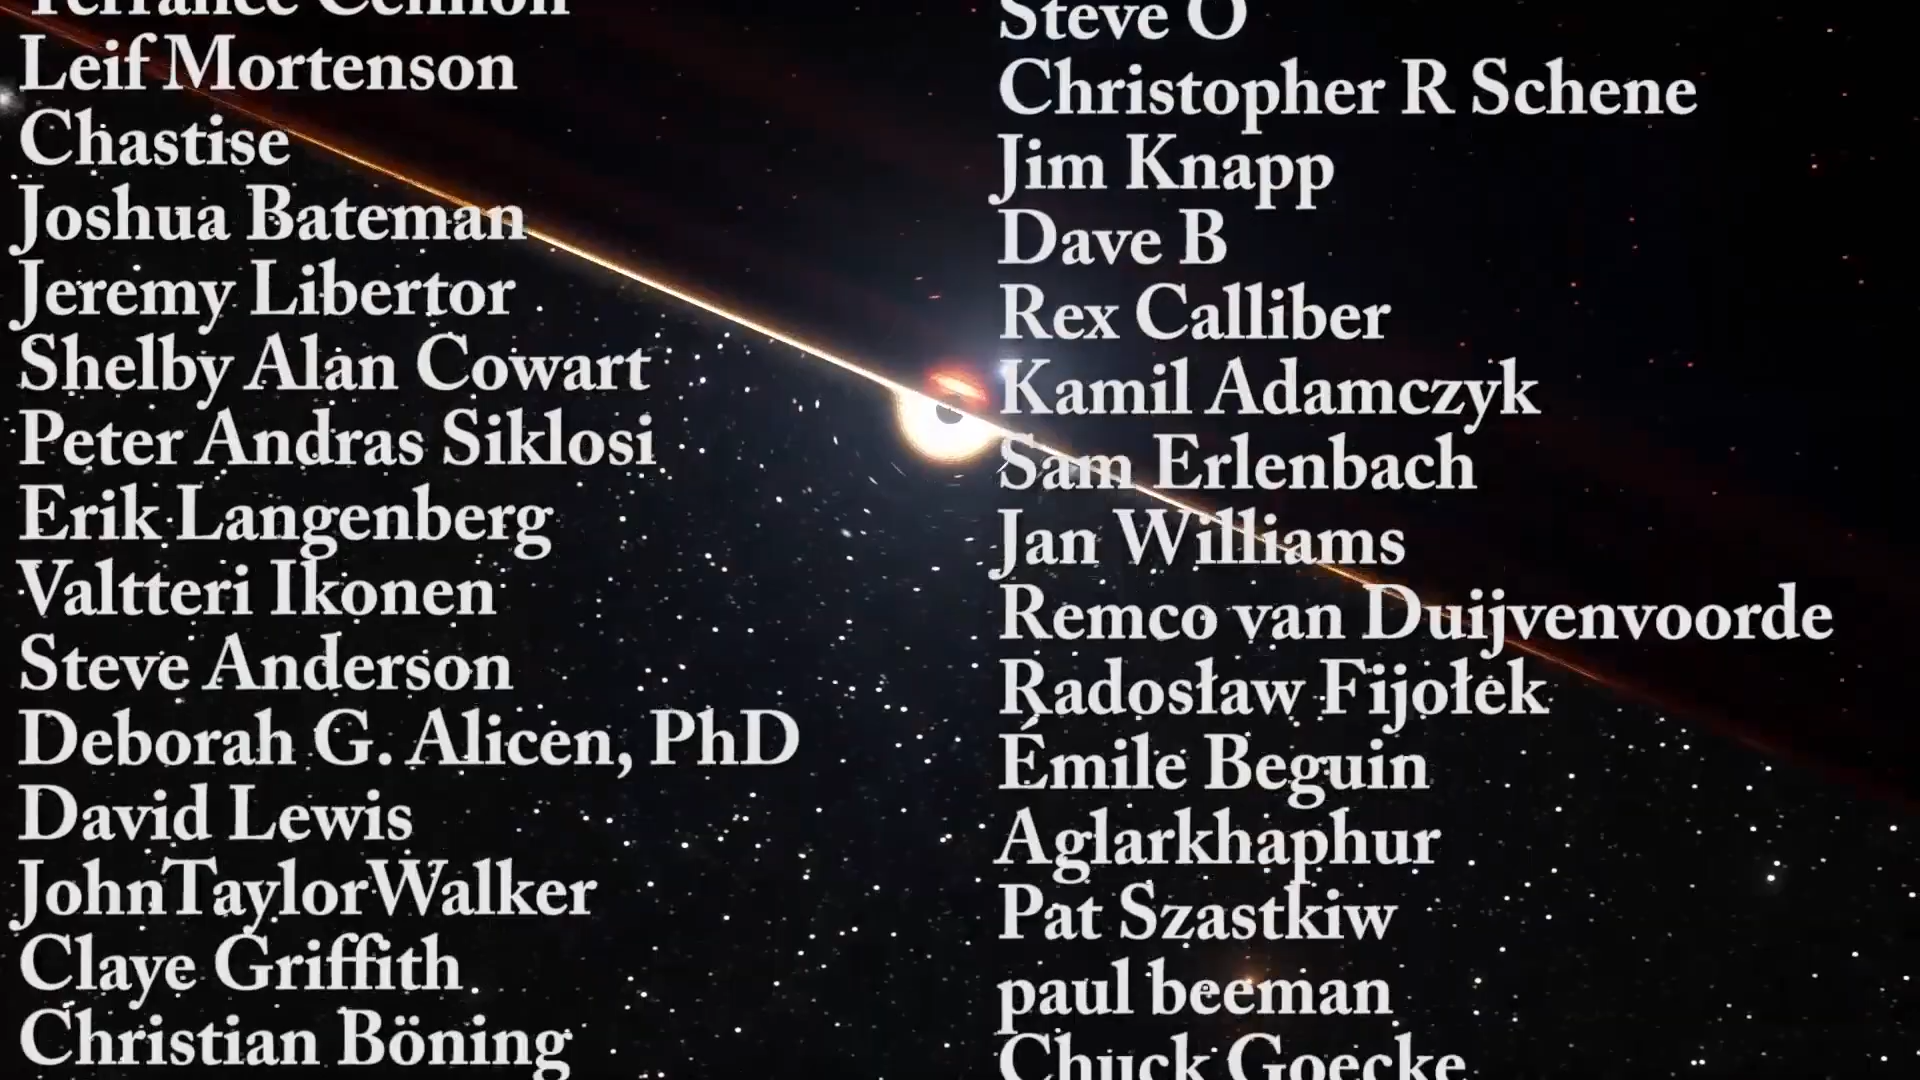 Terrance Cennon
Leif Mortenson
Chastise
Joshua Bateman
Jeremy Libertor
Shelby Alan Cowart
Peter Andras Siklosi
Erik Langenberg
Valtteri Ikonen
Steve Anderson
Deborah G. Alicen, PhD
David Lewis
JohnTaylorWalker
Claye Griffith
Christian Böning
Steve O
Christopher R Schene
Jim Knapp
Dave B
Rex Calliber
Kamil Adamczyk
Sam Erlenbach
Jan Williams
Remco van Duijvenvoorde
Radosław Fijołek
Émile Beguin
Aglarkhaphur
Pat Szastkiw
paul beeman
Chuck Goecke